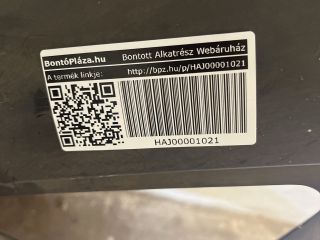 BontóPláza.hu Bontott Alkatrész Webáruház
A termék linkje: http://bpz.hu/p/HAJ00001021
HAJ00001021